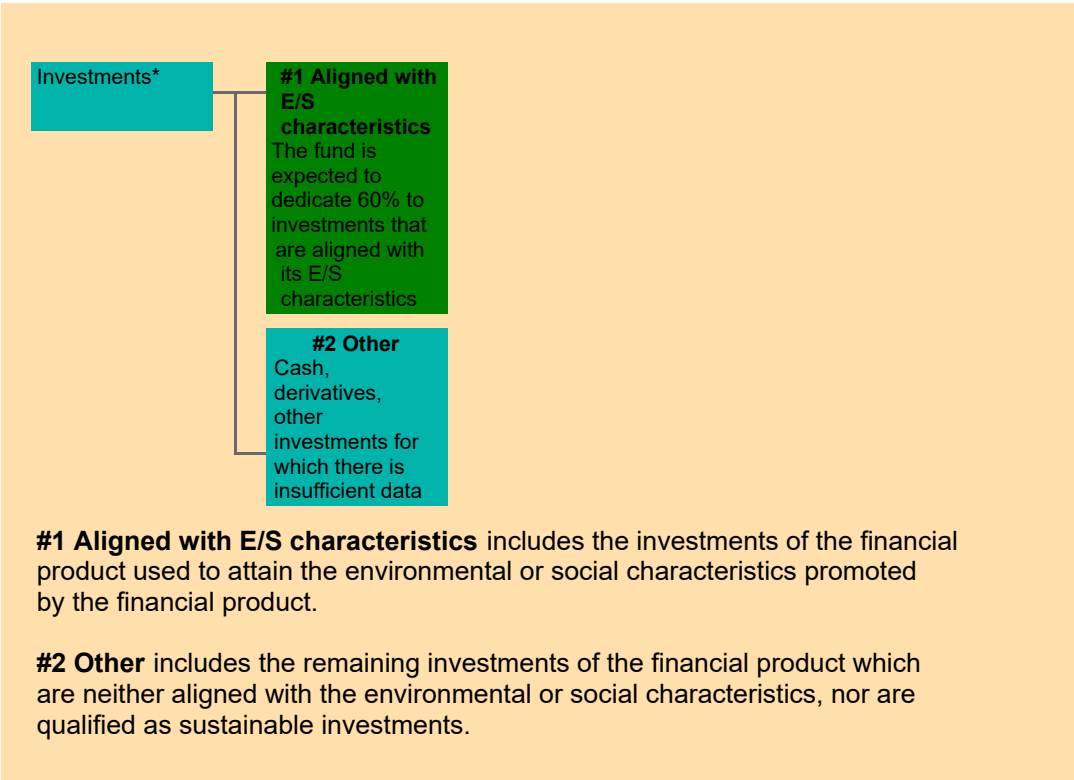 Investments*
#1 Aligned with
E/S
characteristics
The fund is
expected to
dedicate 60% to
investments that
are aligned with
its E/S
characteristics
#2 Other
Cash,
derivatives,
other
investments for
which there is
insufficient data
#1 Aligned with E/S characteristics includes the investments of the financial
product used to attain the environmental or social characteristics promoted
by the financial product.
#2 Other includes the remaining investments of the financial product which
are neither aligned with the environmental or social characteristics, nor are
qualified as sustainable investments.